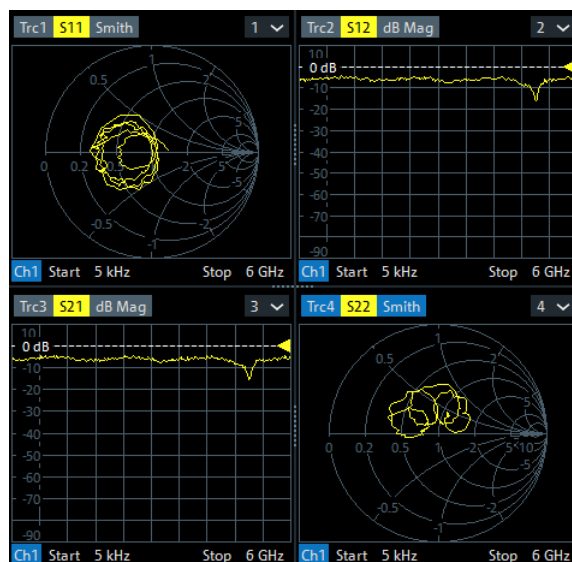 Trc1 S11 Smith 1
0.5 1 2 5 0 0.2 0.5 1 2 5 -5 -0.5 -1 -2
Ch1 Start 5 kHz Stop 6 GHz
Trc2 S12 dB Mag 2
10
0 dB
-10
-20
-30
-40
-50
-60
-70
-90
Ch1 Start 5 kHz Stop 6 GHz
Trc3 S21 dB Mag 3
10
0 dB
-10
-20
-30
-40
-50
-70
-90
Ch1 Start 5 kHz Stop 6 GHz
Trc4 S22 Smith 4
0.5 1 2 5 0 0.2 0.5 1 2 5 10 -5 -0.5 -1 -2
Ch1 Start 5 kHz Stop 6 GHz